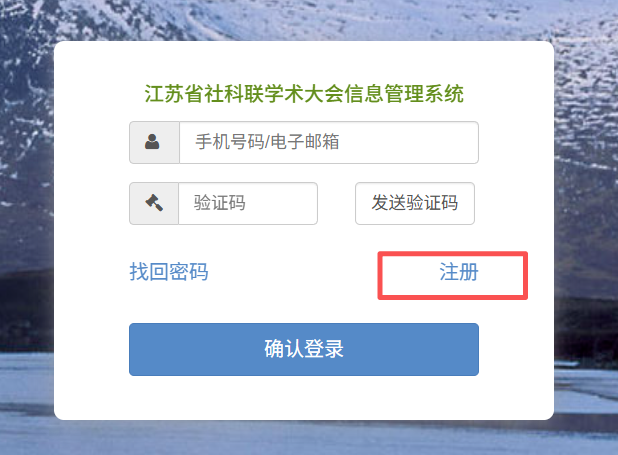 江苏省社科联学术大会信息管理系统
手机号码/电子邮箱
验证码 发送验证码
找回密码 注册
确认登录